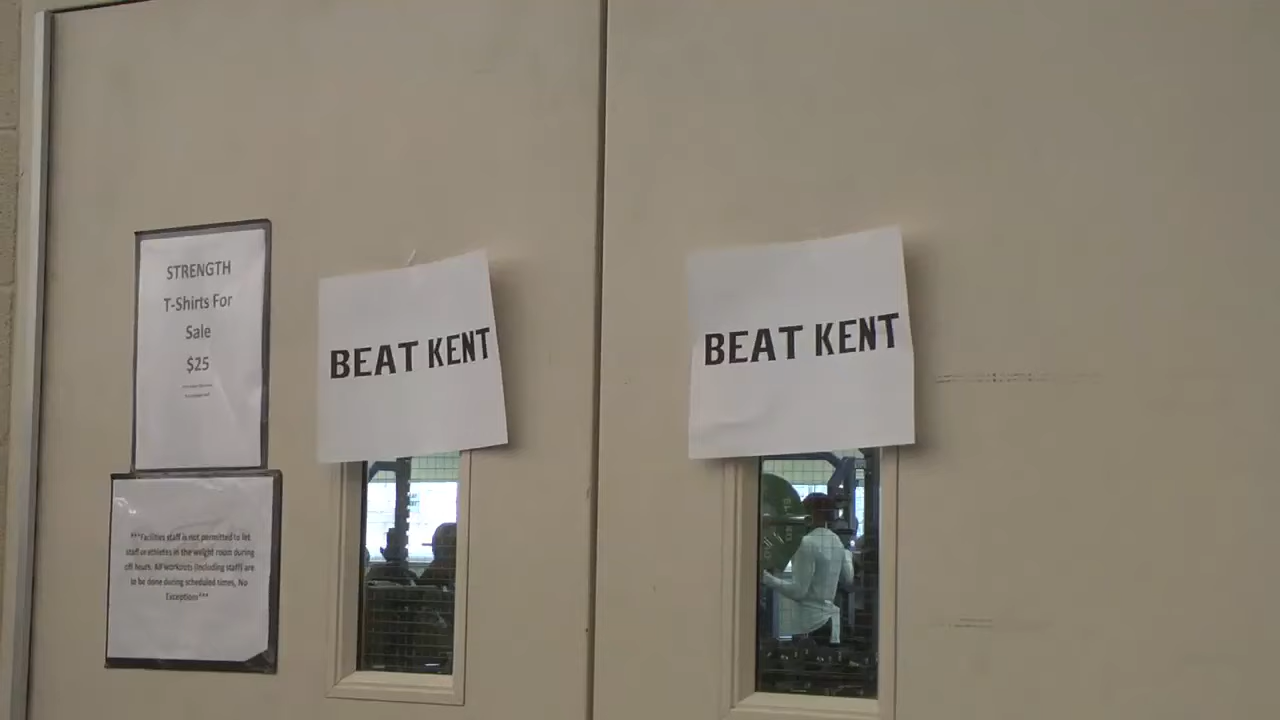 STRENGTH
T-Shirts For
Sale
$25
***Facilities staff is not permitted to let
staff or athletes in the weight room during
off hours. All workouts (including staff) are
to be done during scheduled times, No
Exceptions***
BEAT KENT
BEAT KENT